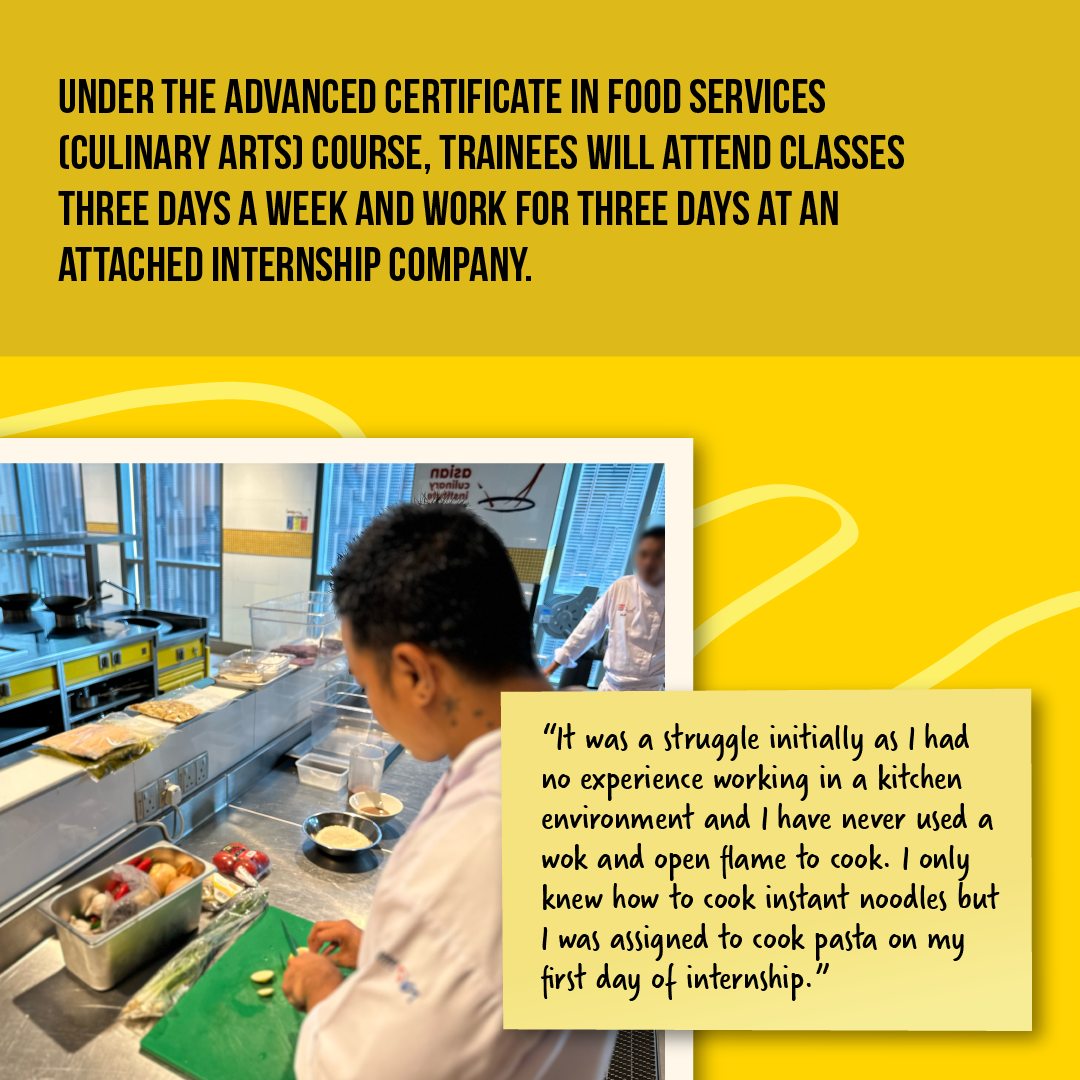 UNDER THE ADVANCED CERTIFICATE IN FOOD SERVICES
(CULINARY ARTS) COURSE, TRAINEES WILL ATTEND CLASSES
THREE DAYS A WEEK AND WORK FOR THREE DAYS AT AN
ATTACHED INTERNSHIP COMPANY.
asian
culinary
institute
“It was a struggle initially as I had
no experience working in a kitchen
environment and I have never used a
wok and open flame to cook. I only
knew how to cook instant noodles but
I was assigned to cook pasta on my
first day of internship.”